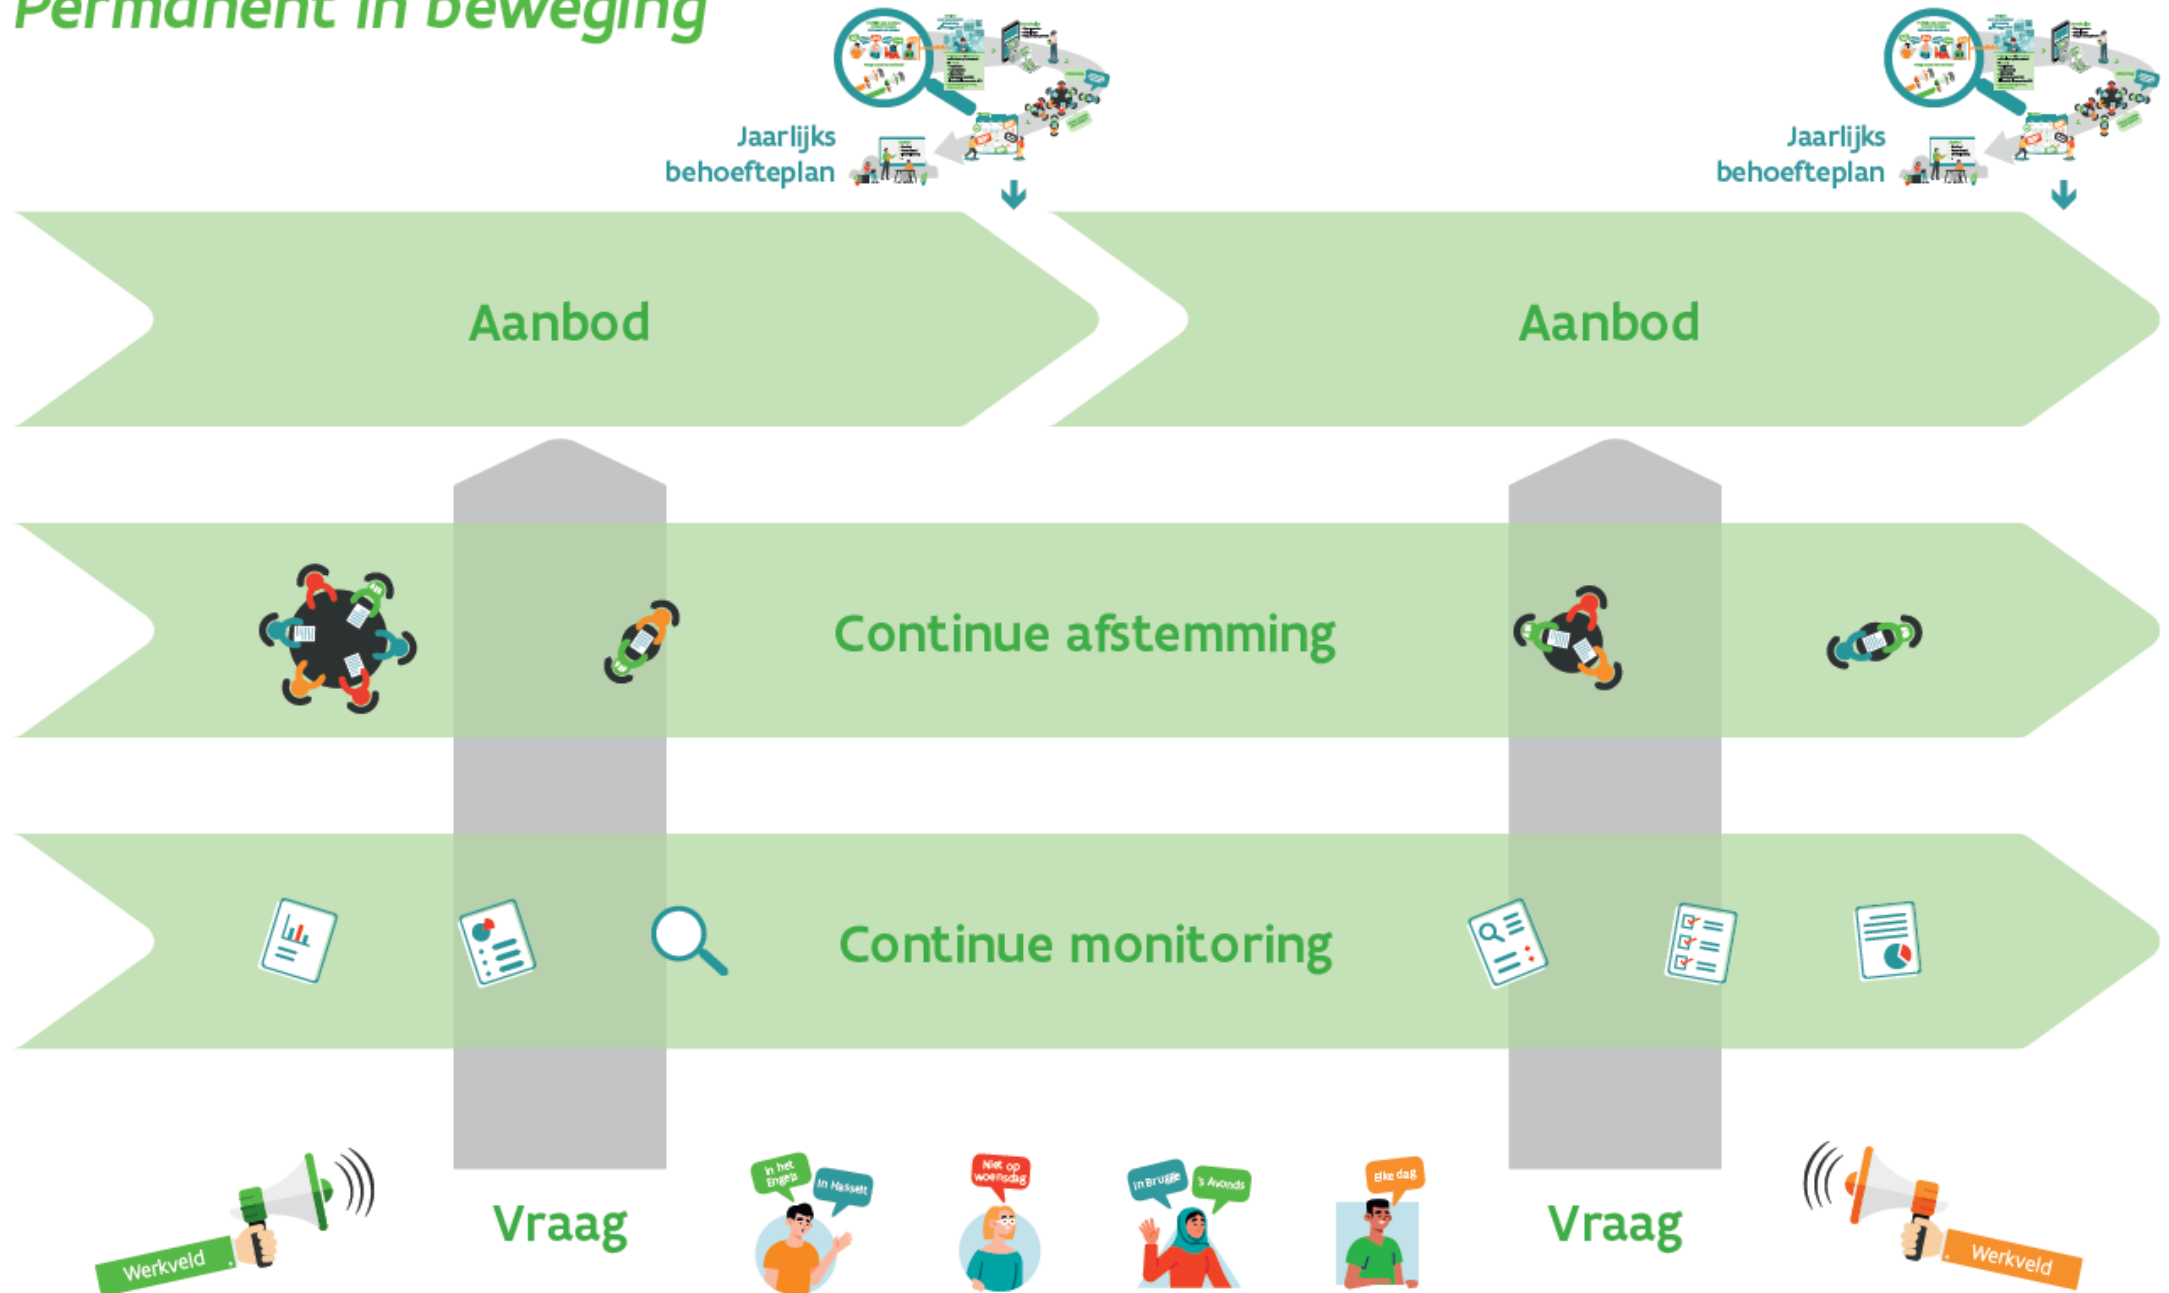 Permanent in beweging
Jaarlijks
behoefteplan
Jaarlijks
behoefteplan
Aanbod
Aanbod
Continue afstemming
Continue monitoring
Werkveld
Vraag
In het
Engels
In Hasselt
Niet op
woensdag
In Brugge
's Avonds
Elke dag
Vraag
Werkveld